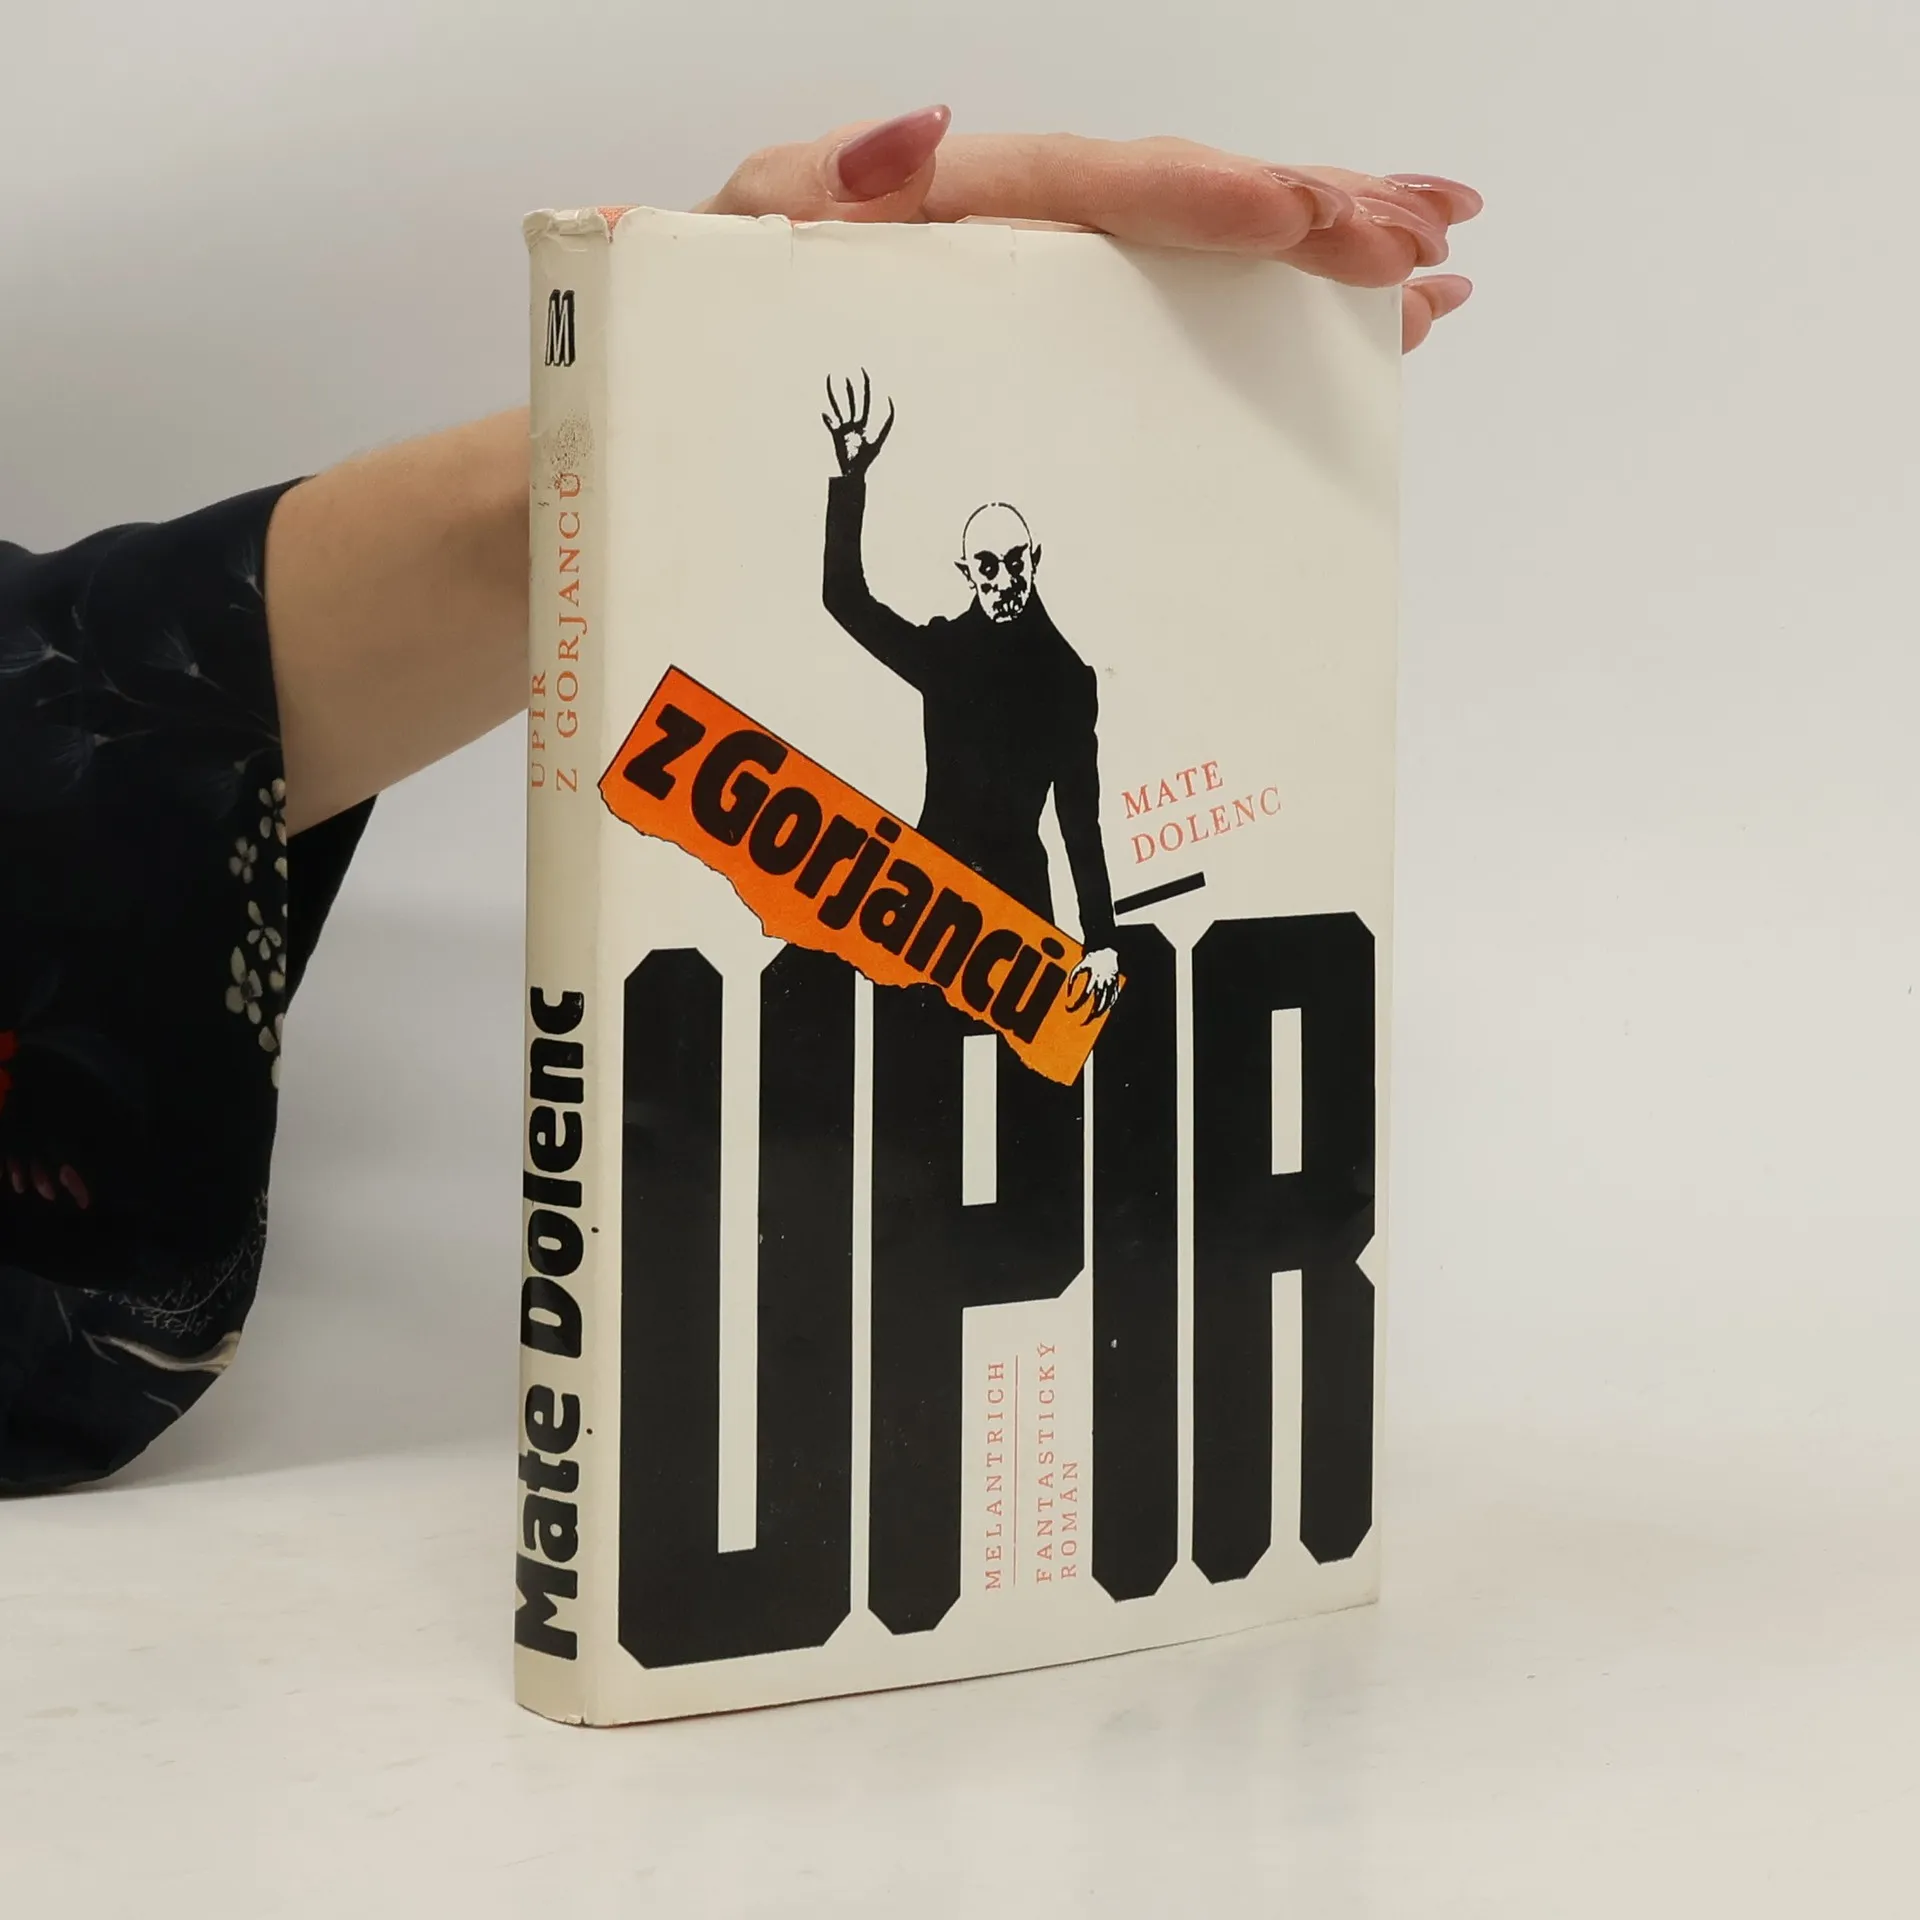 M
UPÍR
Z GORJANCŮ
Mate Dolenc
z Gorjanců
MATE
DOLENC
UPÍR
MELANTRICH
FANTASTICKÝ
ROMÁN